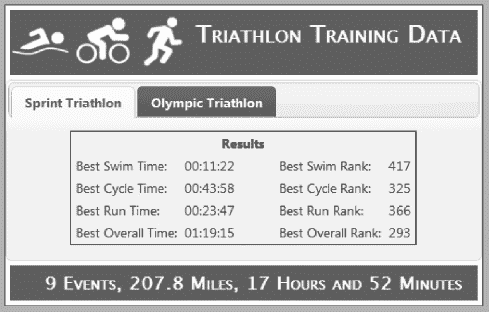 Triathlon Training Data
Sprint Triathlon Olympic Triathlon
Results
Best Swim Time: 00:11:22 Best Swim Rank: 417
Best Cycle Time: 00:43:58 Best Cycle Rank: 325
Best Run Time: 00:23:47 Best Run Rank: 366
Best Overall Time: 01:19:15 Best Overall Rank: 293
9 Events, 207.8 Miles, 17 Hours and 52 Minutes